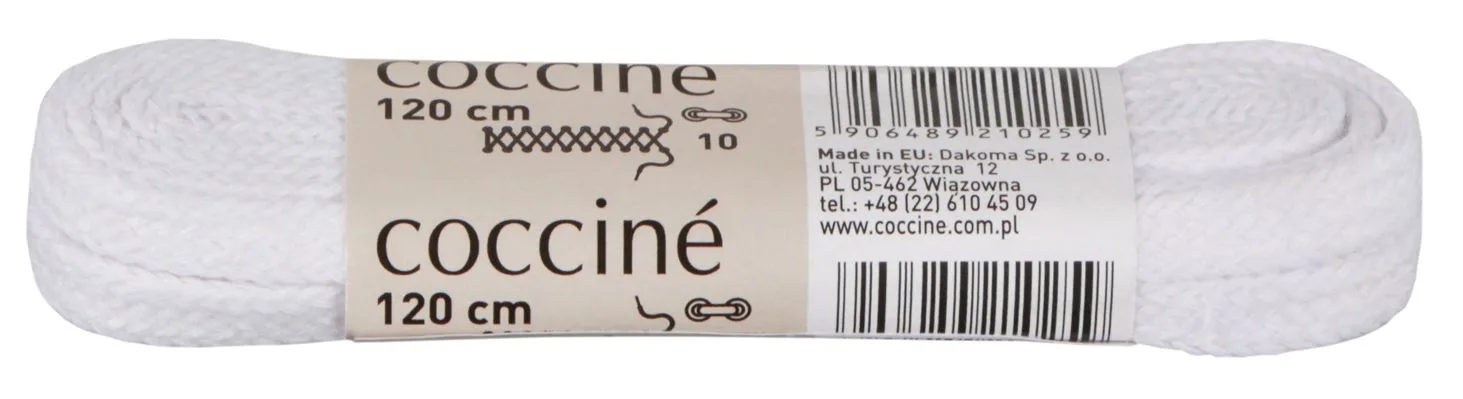 cocciné
120 cm
10
cocciné
120 cm
5 906489 210259
Made in EU: Dakoma Sp. z o.o.
ul. Turystyczna 12
PL 05-462 Wiązowna
tel.: +48 (22) 610 45 09
www.coccine.com.pl